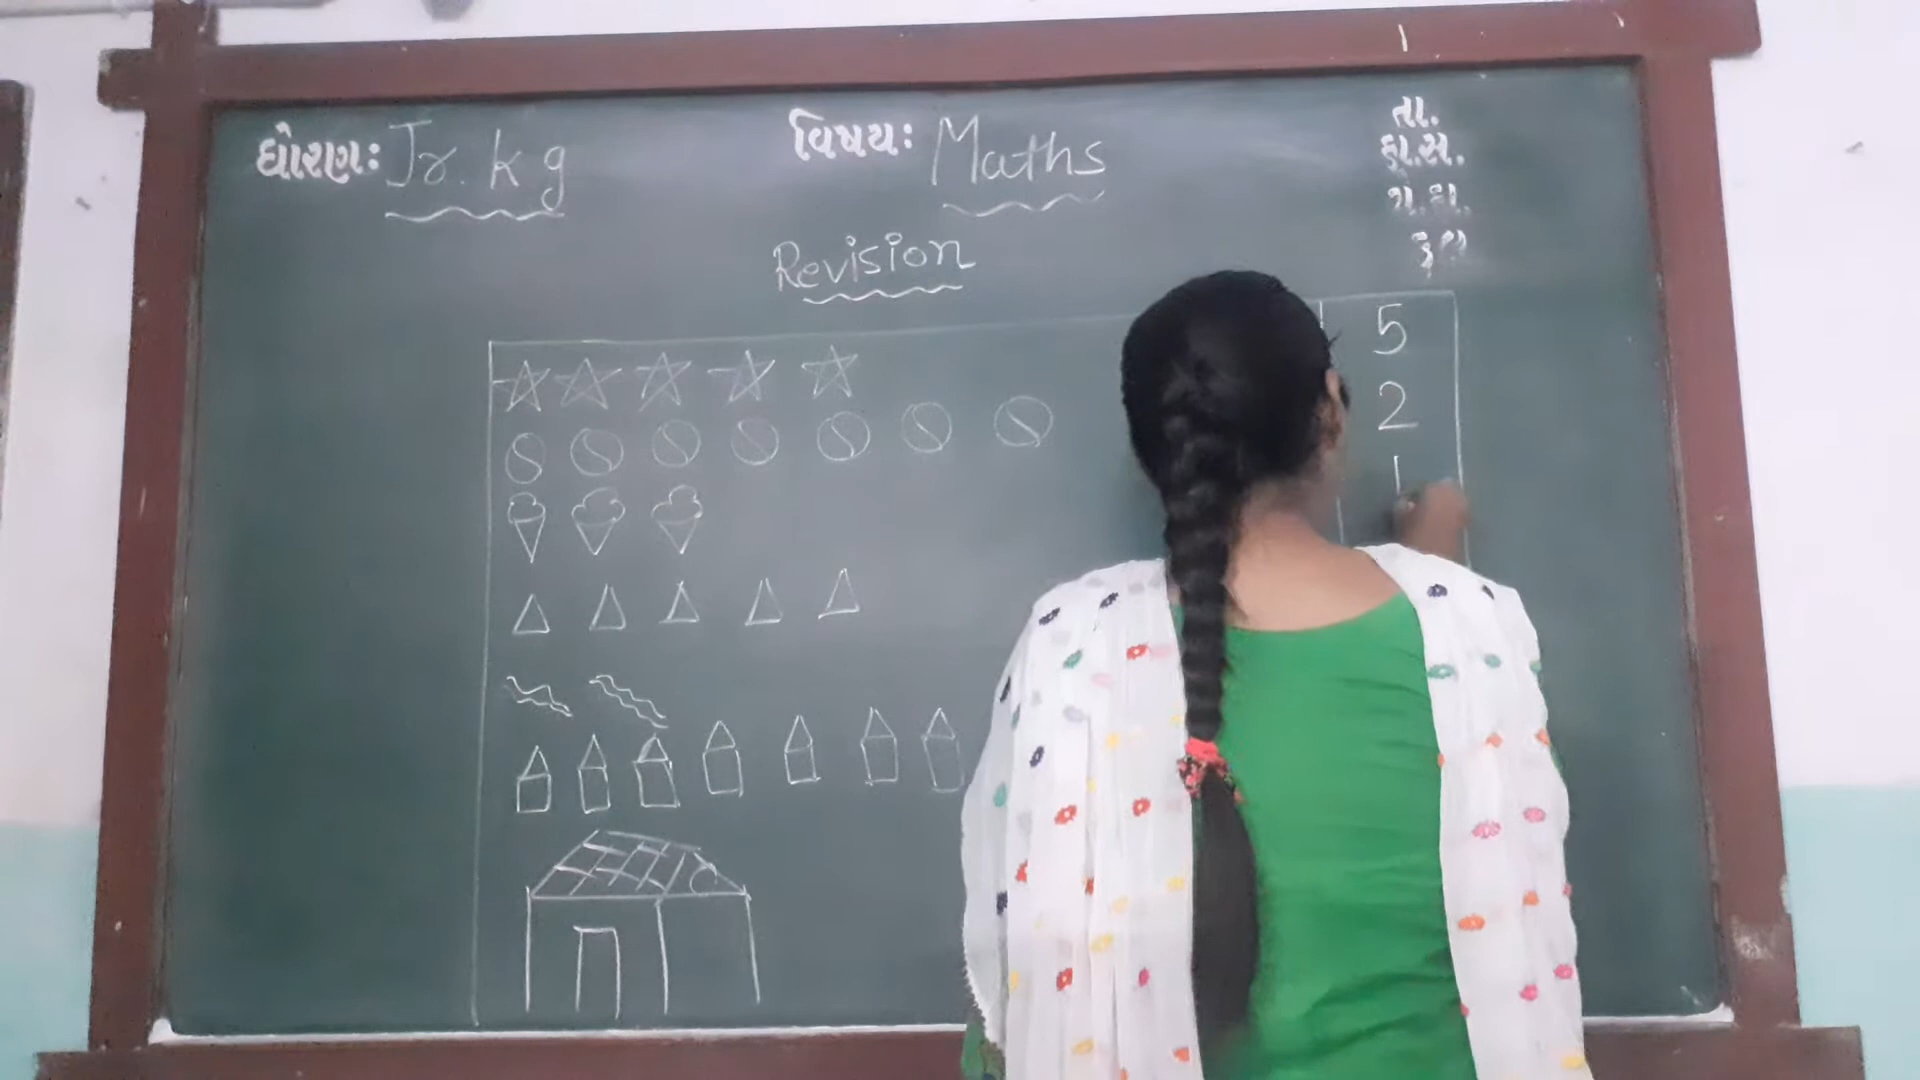 ધોરણ: Jr. kg
વિષય: Maths
તા.
હા.સ.
ગે.હા.
કુલ
Revision
5
2
1